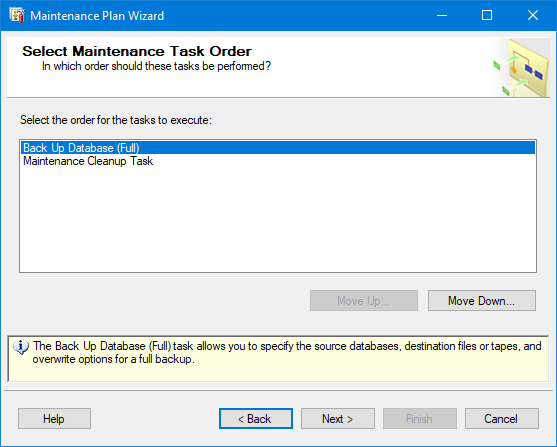 Maintenance Plan Wizard
Select Maintenance Task Order
In which order should these tasks be performed?
Select the order for the tasks to execute:
Back Up Database (Full)
Maintenance Cleanup Task
Move Up...
Move Down...
The Back Up Database (Full) task allows you to specify the source databases, destination files or tapes, and
overwrite options for a full backup.
Help
< Back
Next >
Finish
Cancel